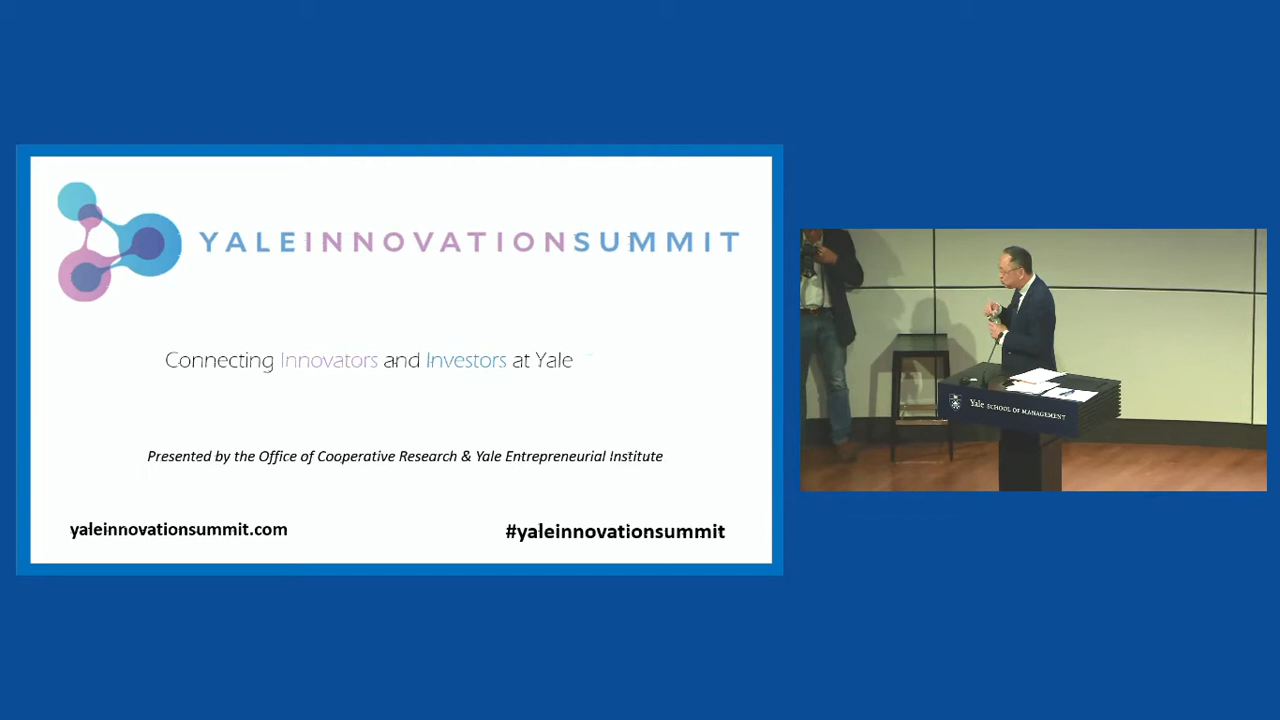 YALEINNOVATIONSUMMIT
Connecting Innovators and Investors at Yale
Presented by the Office of Cooperative Research & Yale Entrepreneurial Institute
yaleinnovationsummit.com
#yaleinnovationsummit
Yale SCHOOL OF MANAGEMENT